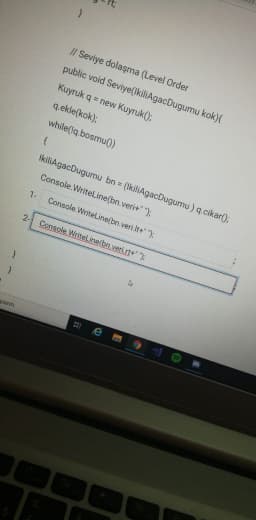 }
// Seviye dolaşma (Level Order
public void Seviye(IkiliAgacDugumu kok){
Kuyruk q = new Kuyruk();
q.ekle(kok);
while(!q.bosmu())
{
IkiliAgacDugumu bn = (IkiliAgacDugumu ) q.cikar();
Console.WriteLine(bn.veri+" ");
1- Console.WriteLine(bn.veri.lt+" "); ;
2- Console.WriteLine(bn.veri.rt+" ");
}
}